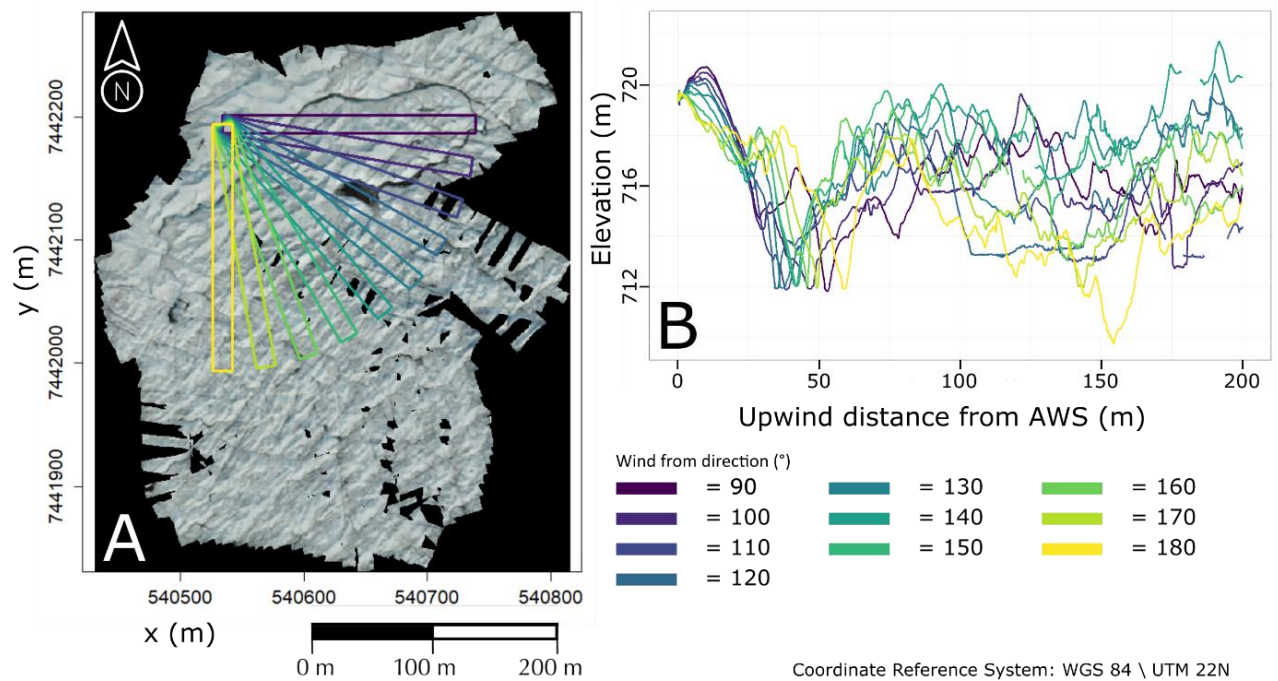 N
7442200
7442100
7442000
7441900
y (m)
A
540500 540600 540700 540800
x (m)
0 m 100 m 200 m
720
716
712
Elevation (m)
B
0 50 100 150 200
Upwind distance from AWS (m)
Wind from direction (°)
= 90 = 130 = 160
= 100 = 140 = 170
= 110 = 150 = 180
= 120
Coordinate Reference System: WGS 84 \ UTM 22N